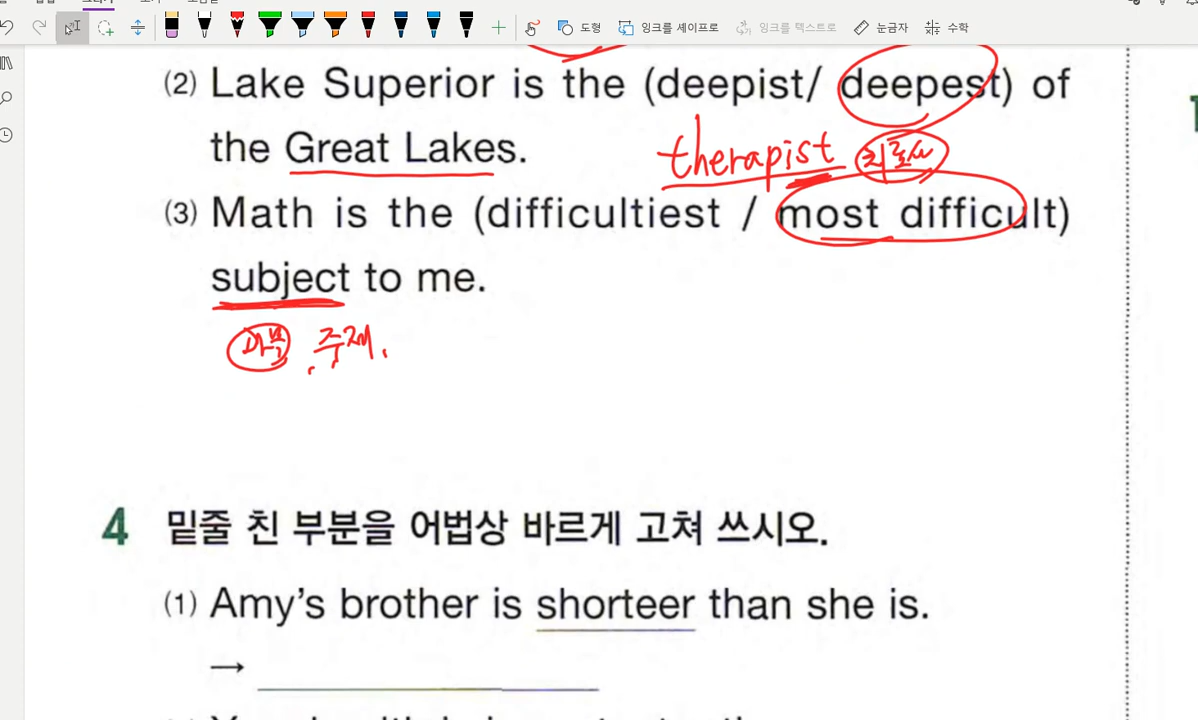 도형 잉크를 셰이프로 잉크를 텍스트로 눈금자 수학
(2) Lake Superior is the (deepist/ deepest) of
the Great Lakes.
therapist 치료사
(3) Math is the (difficultiest / most difficult)
subject to me.
과목 주제
4 밑줄 친 부분을 어법상 바르게 고쳐 쓰시오.
(1) Amy's brother is shorteer than she is.
→